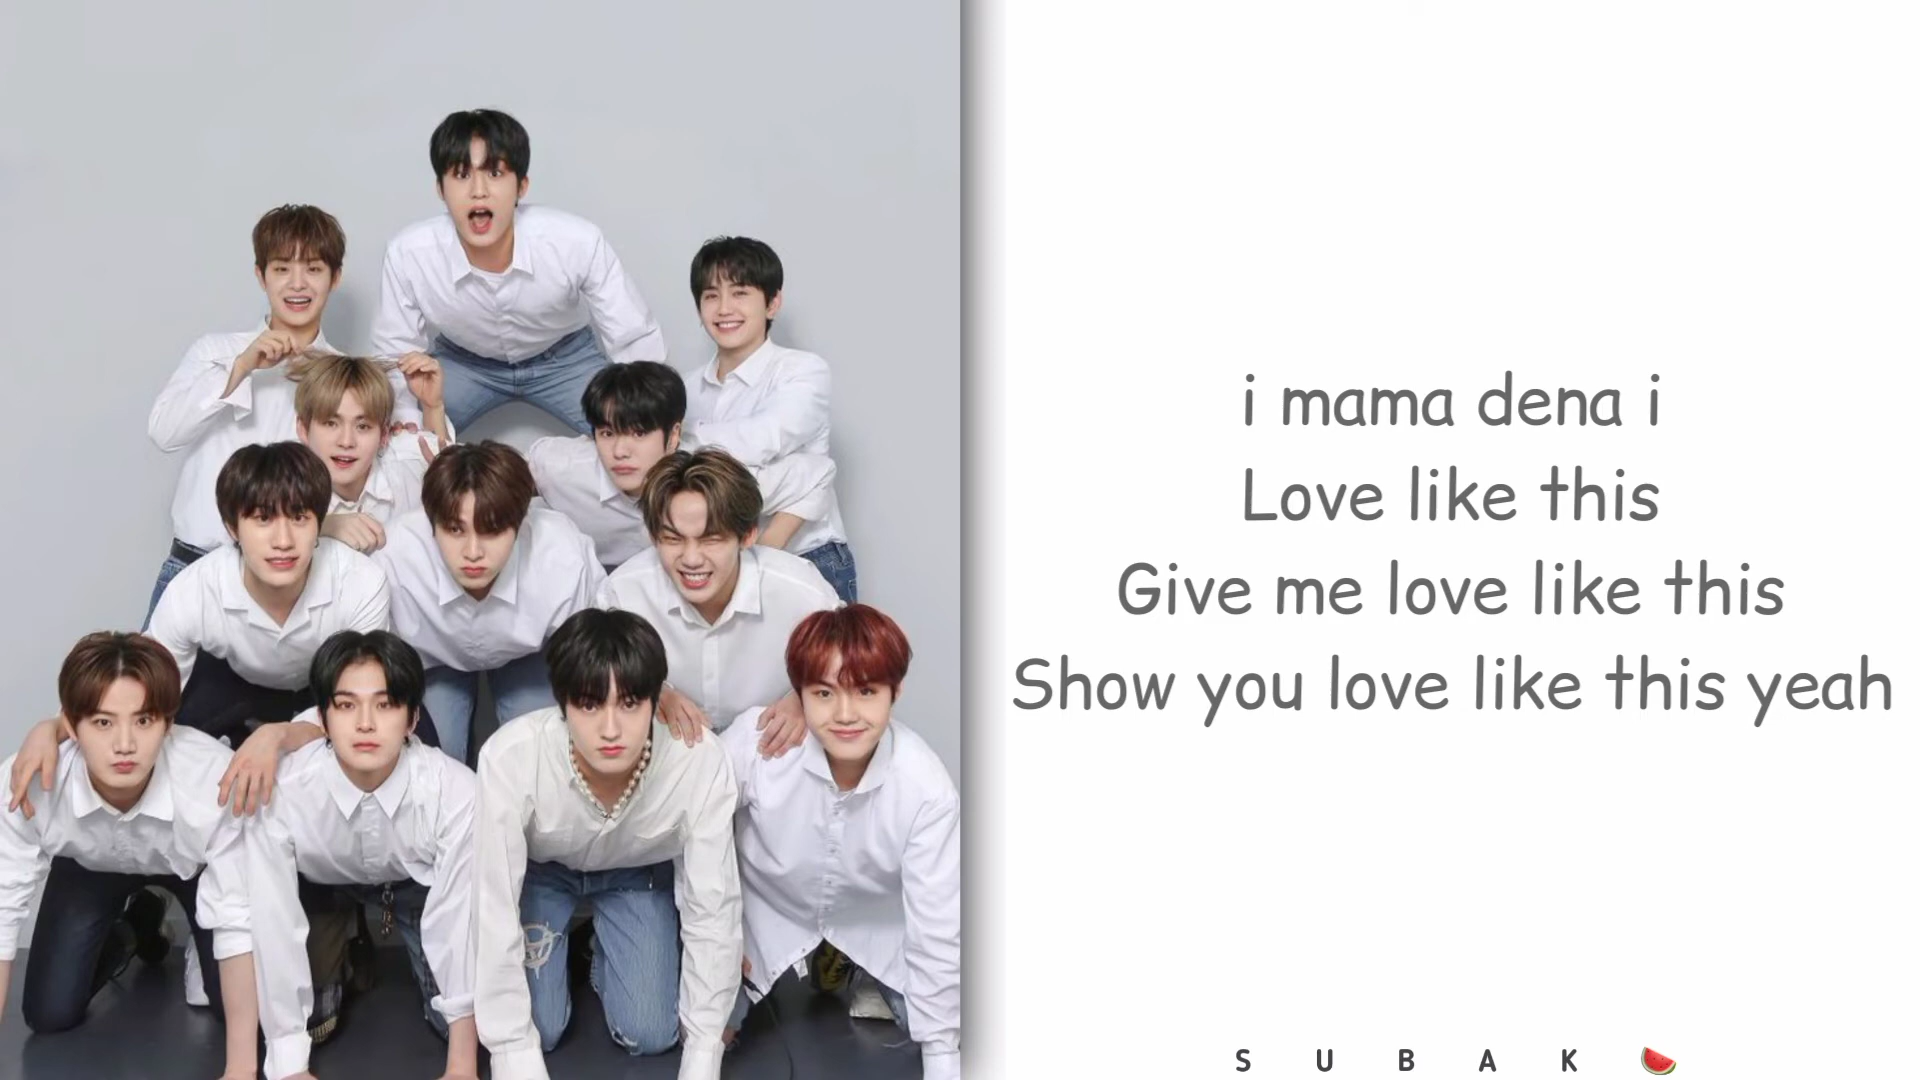 i mama dena i
Love like this
Give me love like this
Show you love like this yeah
S U B A K